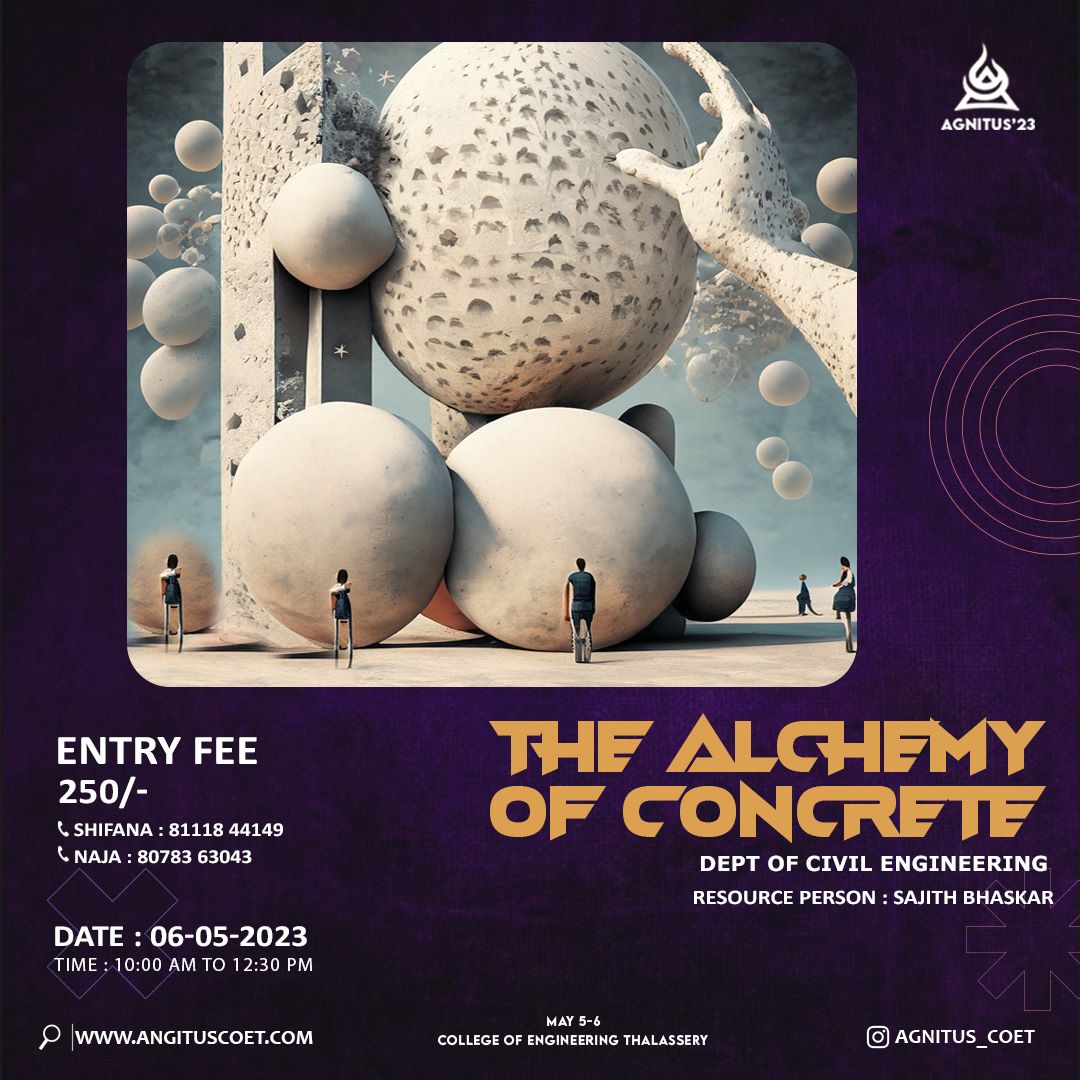 AGNITUS'23
THE ALCHEMY
OF CONCRETE
DEPT OF CIVIL ENGINEERING
RESOURCE PERSON : SAJITH BHASKAR
ENTRY FEE
250/-
SHIFANA : 81118 44149
NAJA : 80783 63043
DATE : 06-05-2023
TIME : 10:00 AM TO 12:30 PM
WWW.ANGITUSCOET.COM
MAY 5-6
COLLEGE OF ENGINEERING THALASSERY
AGNITUS_COET